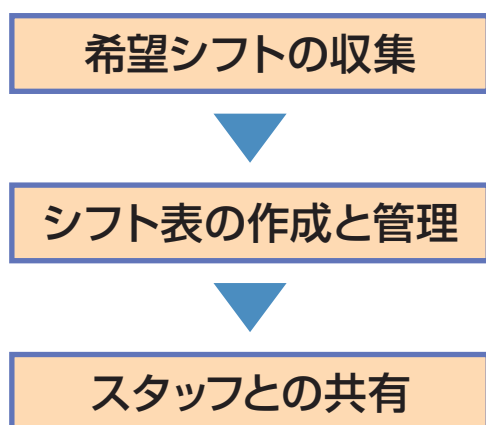 希望シフトの収集
シフト表の作成と管理
スタッフとの共有